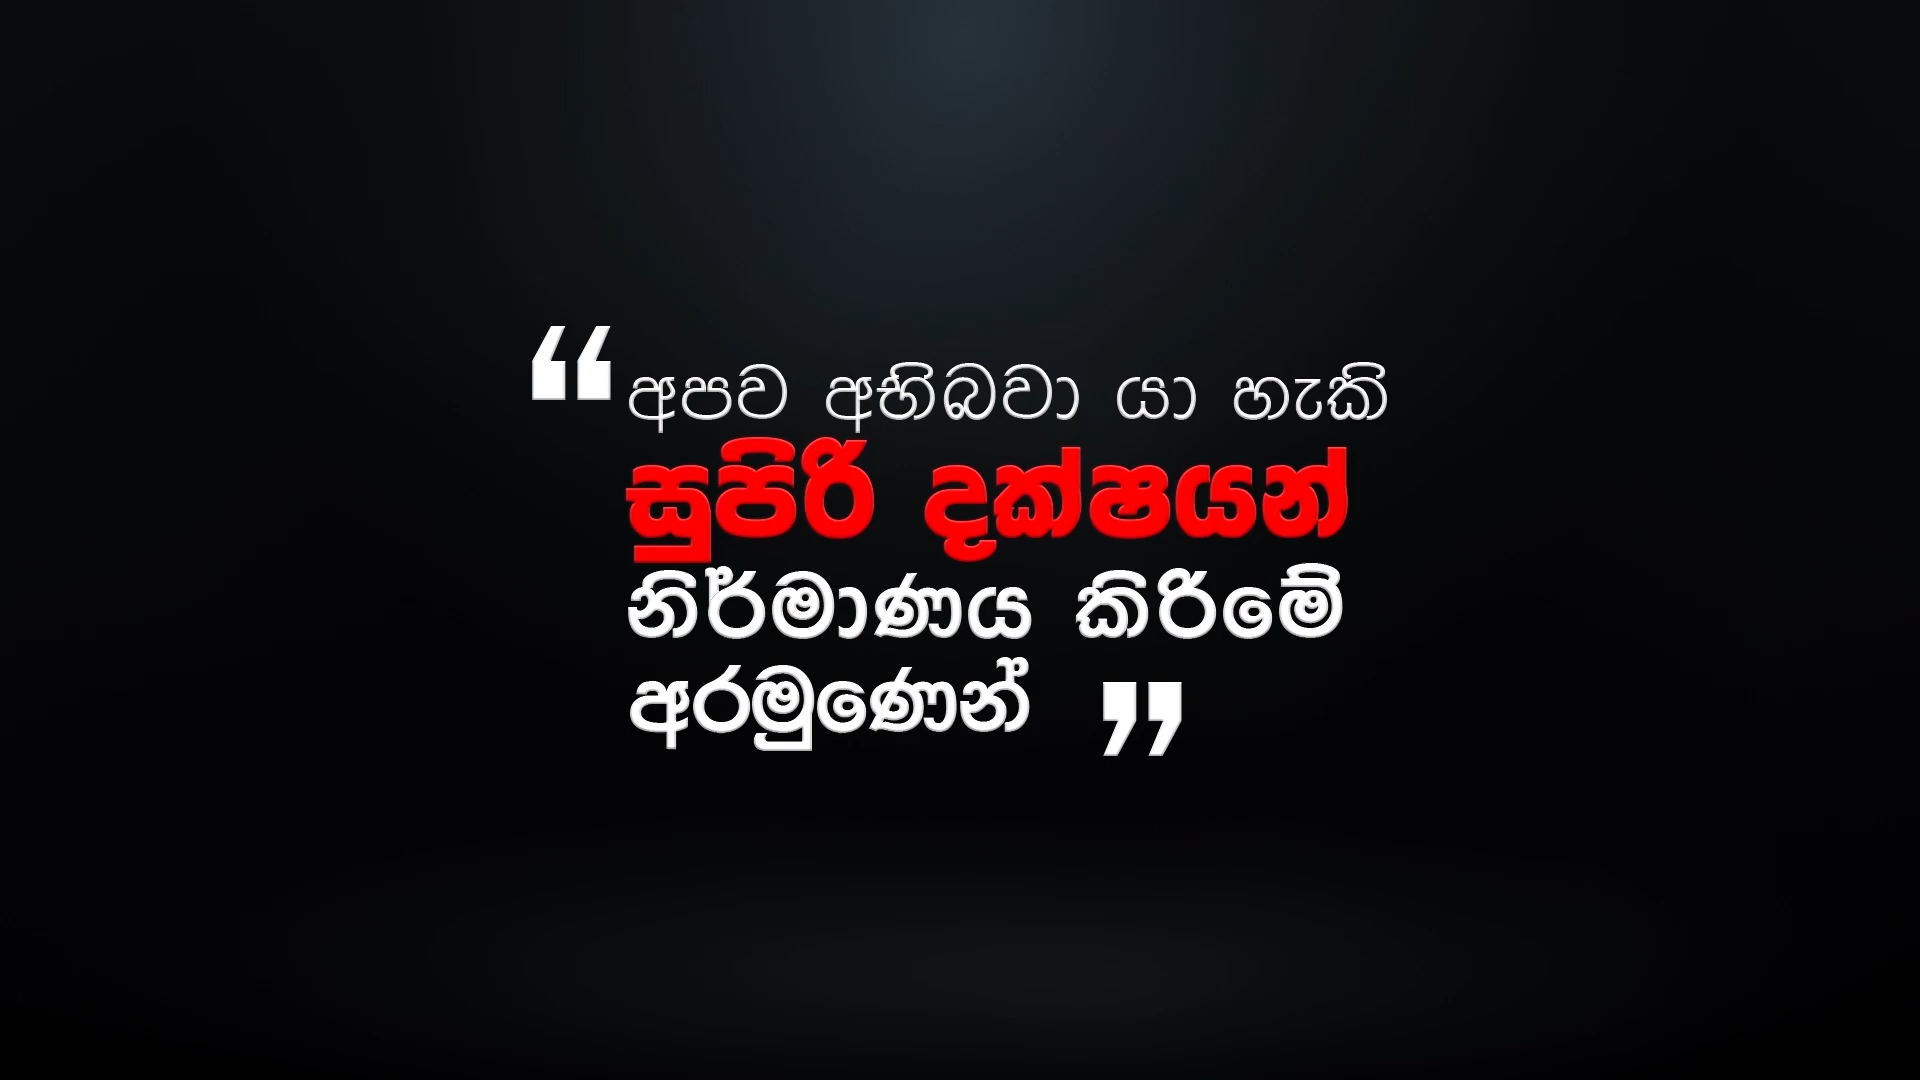 “අපව අභිබවා යා හැකි
සුපිරි දක්ෂයන්
නිර්මාණය කිරීමේ
අරමුණෙන්”